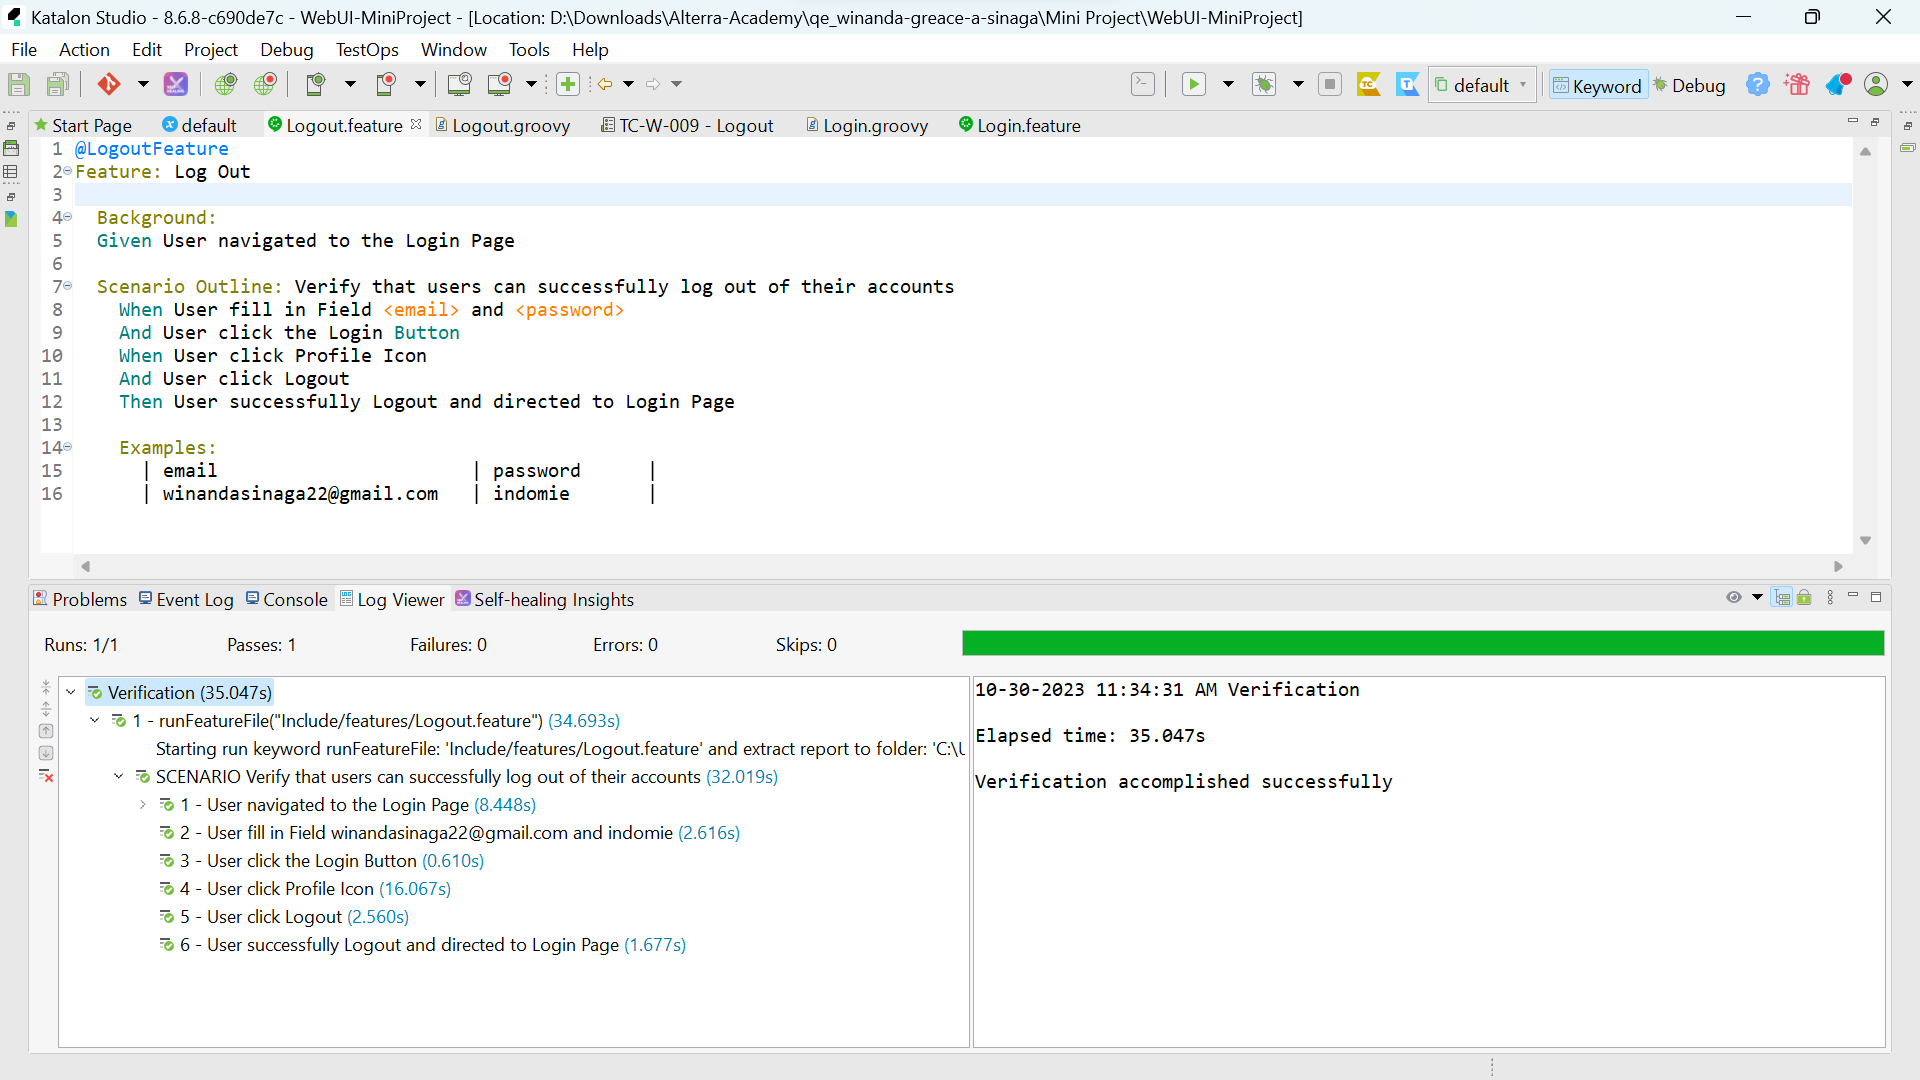 Katalon Studio - 8.6.8-c690de7c - WebUI-MiniProject - [Location: D:\Downloads\Alterra-Academy\qe_winanda-greace-a-sinaga\Mini Project\WebUI-MiniProject]
File Action Edit Project Debug TestOps Window Tools Help
default Keyword Debug
Start Page default Logout.feature Logout.groovy TC-W-009 - Logout Login.groovy Login.feature
1 @LogoutFeature
2 Feature: Log Out
3
4 Background:
5 Given User navigated to the Login Page
6
7 Scenario Outline: Verify that users can successfully log out of their accounts
8 When User fill in Field <email> and <password>
9 And User click the Login Button
10 When User click Profile Icon
11 And User click Logout
12 Then User successfully Logout and directed to Login Page
13
14 Examples:
15 | email | password |
16 | winandasinaga22@gmail.com | indomie |
Problems Event Log Console Log Viewer Self-healing Insights
Runs: 1/1 Passes: 1 Failures: 0 Errors: 0 Skips: 0
Verification (35.047s)
1 - runFeatureFile("Include/features/Logout.feature") (34.693s)
Starting run keyword runFeatureFile: 'Include/features/Logout.feature' and extract report to folder: 'C:\U
SCENARIO Verify that users can successfully log out of their accounts (32.019s)
1 - User navigated to the Login Page (8.448s)
2 - User fill in Field winandasinaga22@gmail.com and indomie (2.616s)
3 - User click the Login Button (0.610s)
4 - User click Profile Icon (16.067s)
5 - User click Logout (2.560s)
6 - User successfully Logout and directed to Login Page (1.677s)
10-30-2023 11:34:31 AM Verification
Elapsed time: 35.047s
Verification accomplished successfully